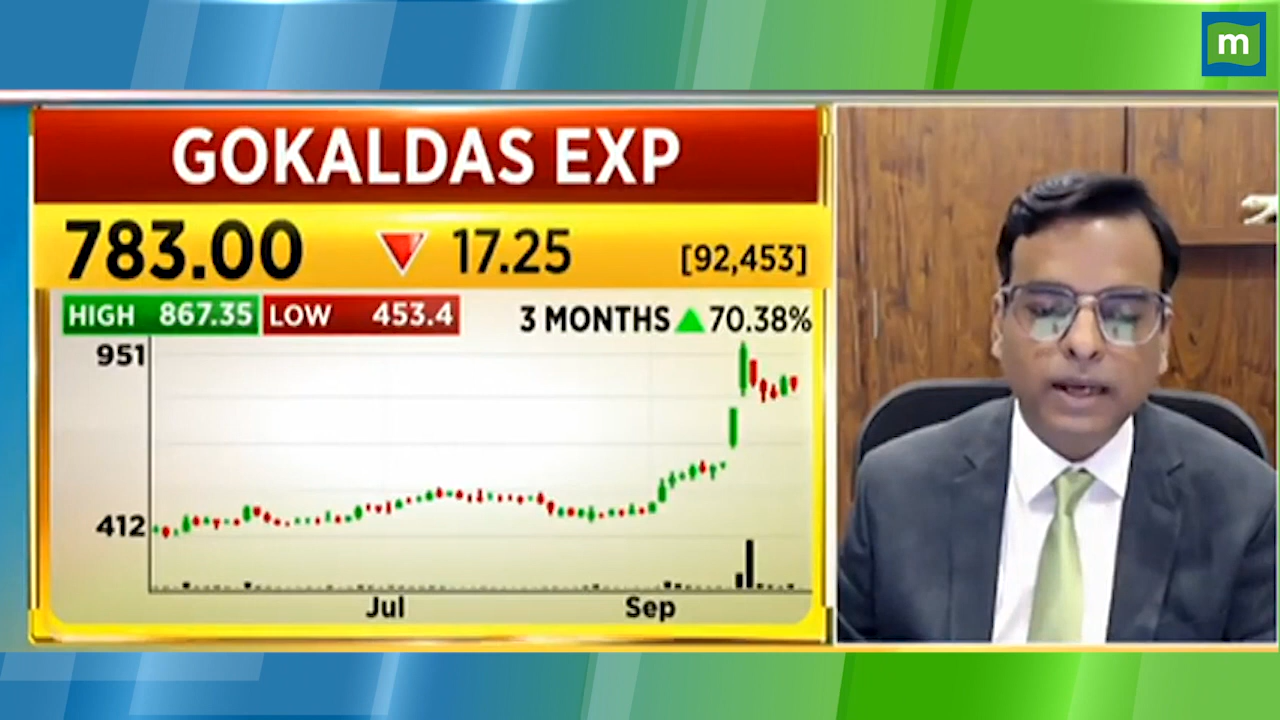 m
GOKALDAS EXP
783.00 ▼ 17.25 [92,453]
HIGH 867.35 LOW 453.4 3 MONTHS ▲ 70.38%
951
412
Jul Sep